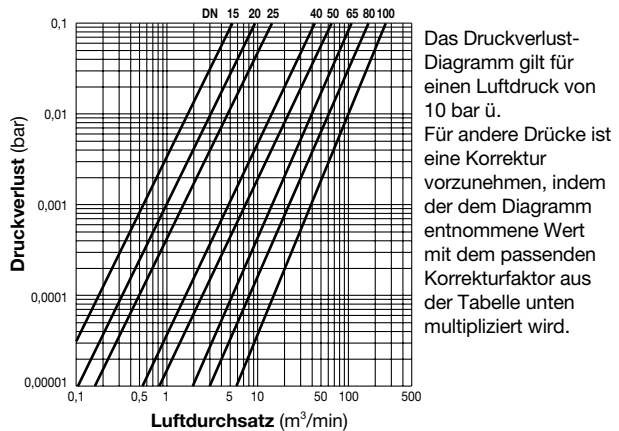 DN 15 20 25 40 50 65 80 100
0,1
0,01
0,001
0,0001
0,00001
Druckverlust (bar)
0,1 0,5 1 5 10 50 100 500
Luftdurchsatz (m³/min)
Das Druckverlust-
Diagramm gilt für
einen Luftdruck von
10 bar ü.
Für andere Drücke ist
eine Korrektur
vorzunehmen, indem
der dem Diagramm
entnommene Wert
mit dem passenden
Korrekturfaktor aus
der Tabelle unten
multipliziert wird.